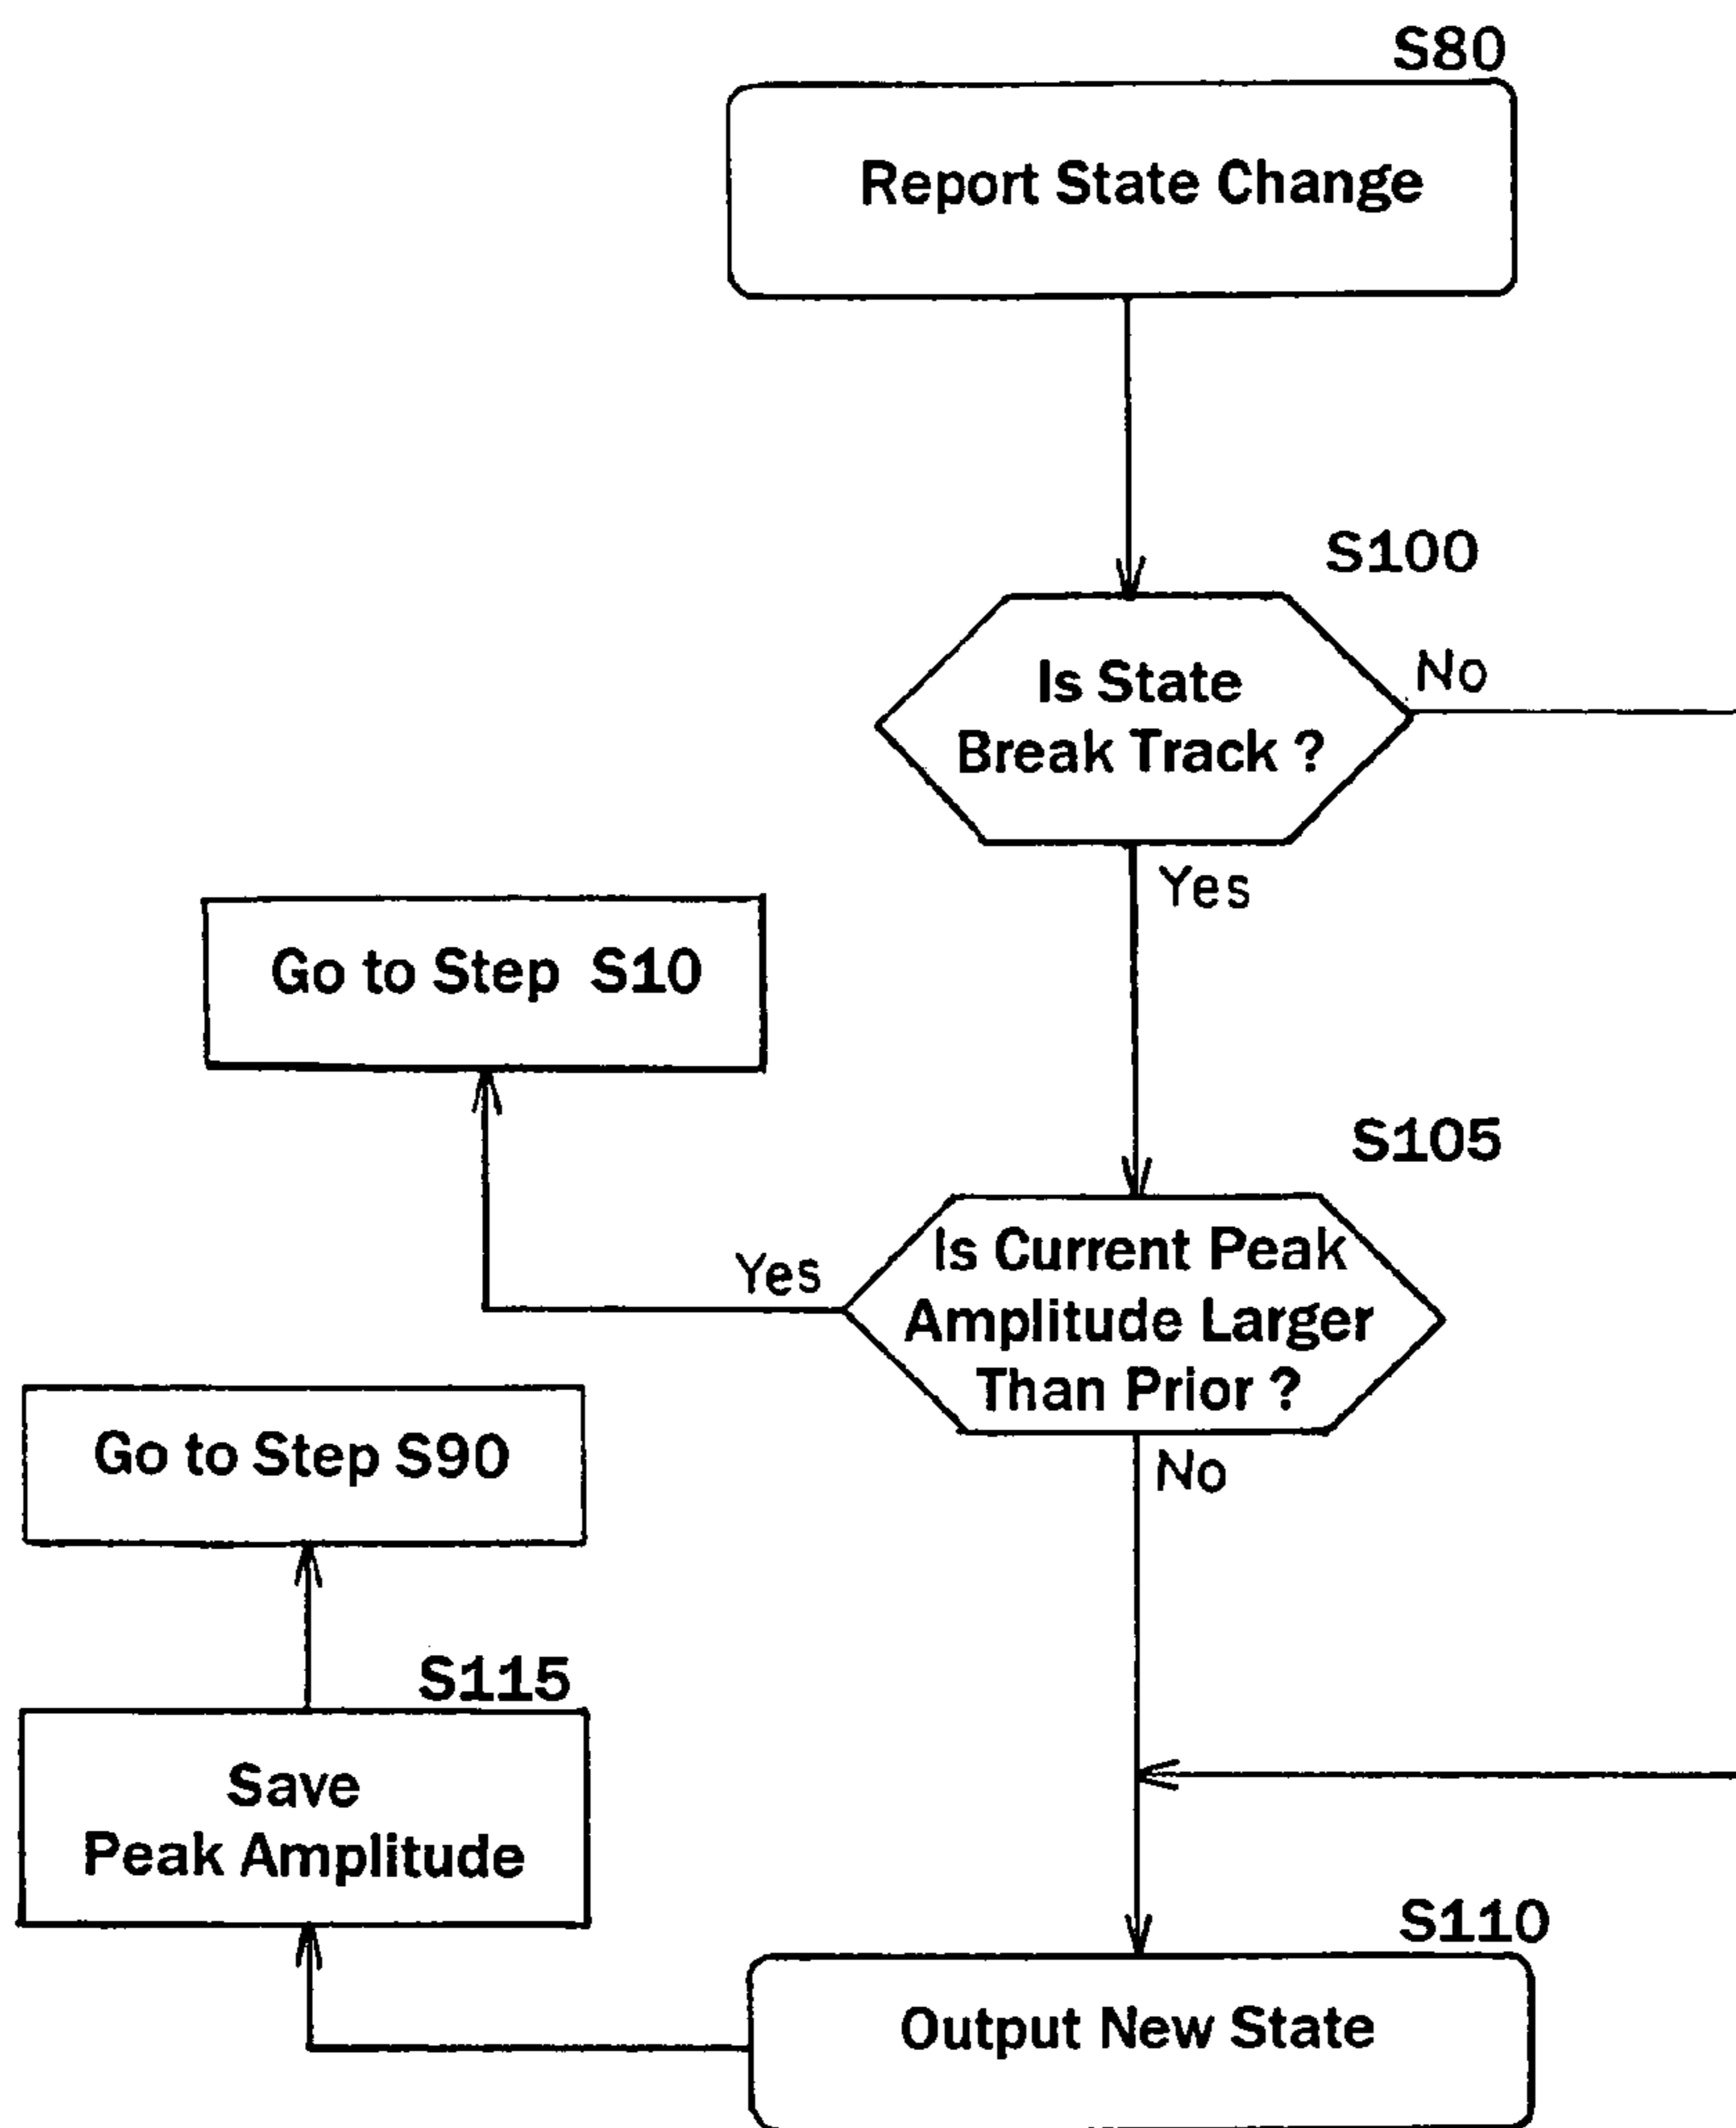 S80
Report State Change
S100
Is State
Break Track ?
No
Yes
Go to Step S10
S105
Is Current Peak
Amplitude Larger
Than Prior ?
Yes
No
Go to Step S90
S115
Save
Peak Amplitude
S110
Output New State